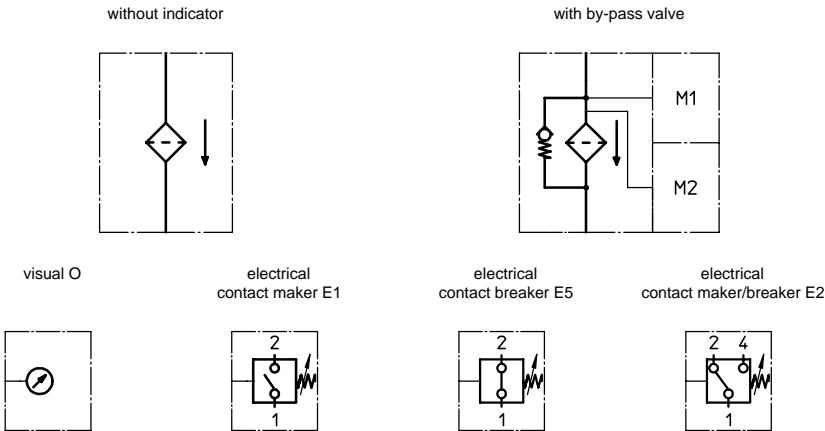 without indicator
with by-pass valve
M1
M2
visual O
electrical
contact maker E1
electrical
contact breaker E5
electrical
contact maker/breaker E2
2
1
2
1
2 4
1